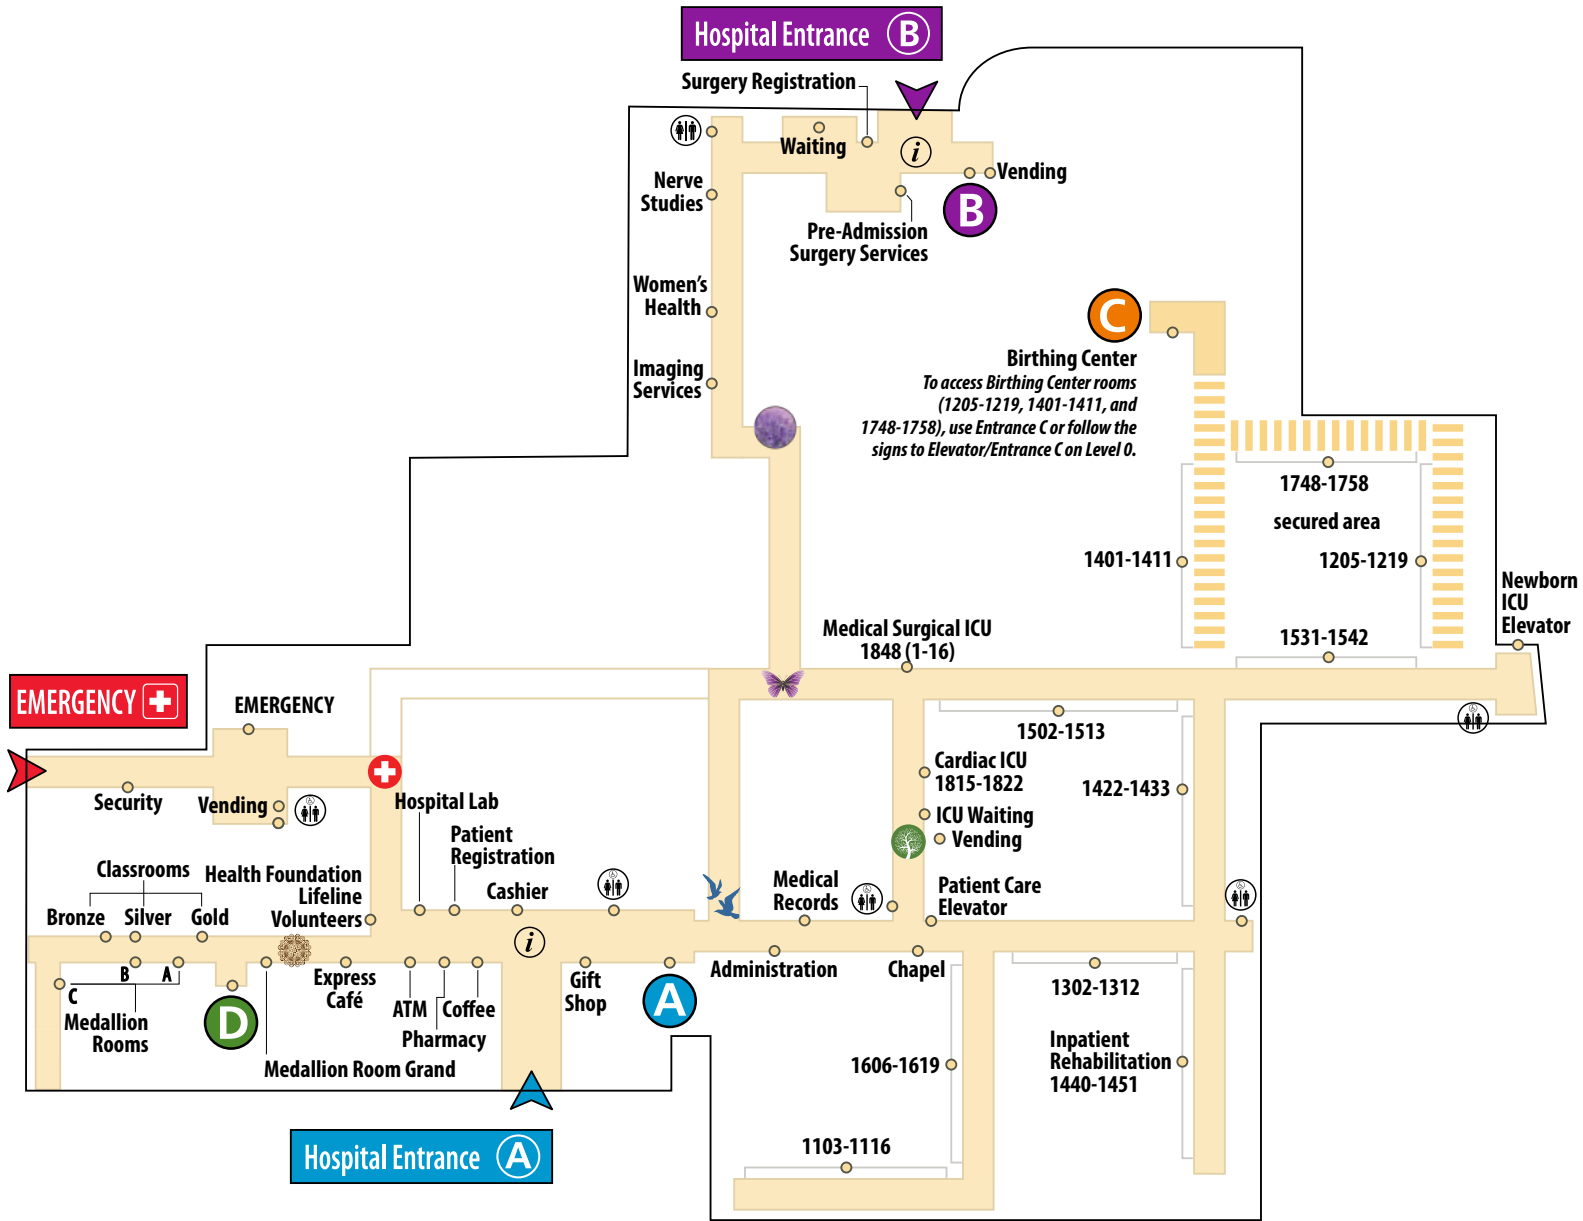 Hospital Entrance B
Surgery Registration
Waiting
i
Vending
Nerve
Studies
B
Pre-Admission
Surgery Services
Women's
Health
Imaging
Services
C
Birthing Center
To access Birthing Center rooms
(1205-1219, 1401-1411, and
1748-1758), use Entrance C or follow the
signs to Elevator/Entrance C on Level 0.
1748-1758
secured area
1401-1411
1205-1219
Newborn
ICU
Elevator
1531-1542
Medical Surgical ICU
1848 (1-16)
EMERGENCY
EMERGENCY
Security
Vending
Hospital Lab
Patient
Registration
Cashier
1502-1513
Cardiac ICU
1815-1822
1422-1433
ICU Waiting
Vending
Classrooms
Bronze
Silver
Gold
Health Foundation
Lifeline
Volunteers
Medical
Records
Patient Care
Elevator
i
B
A
C
Medallion
Rooms
D
Express
Café
ATM
Coffee
Pharmacy
Medallion Room Grand
Gift
Shop
A
Administration
Chapel
1302-1312
1606-1619
Inpatient
Rehabilitation
1440-1451
1103-1116
Hospital Entrance A